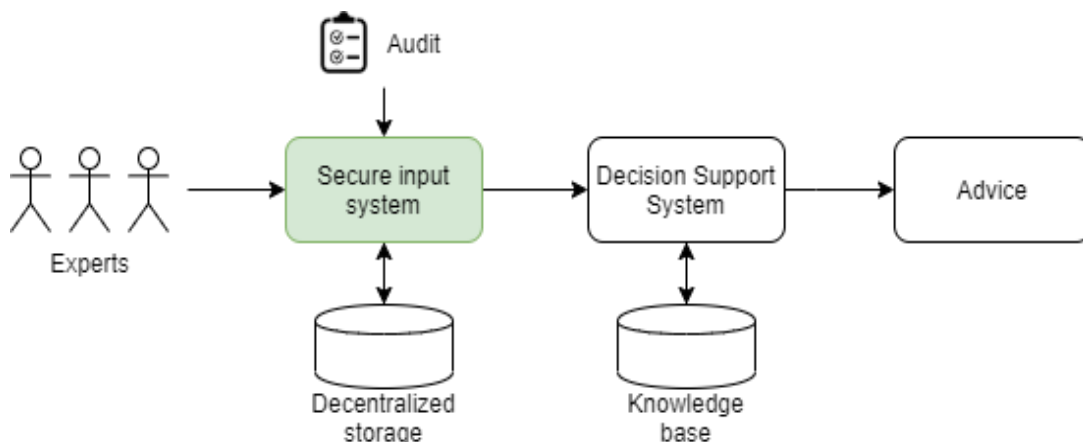 Audit
Secure input
system
Decision Support
System
Advice
Experts
Decentralized
storage
Knowledge
base